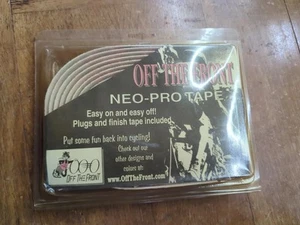 OFF THE FRONT
NEO-PRO TAPE
Easy on and easy off!
Plugs and finish tape included.
Put some fun back into cycling!
Check out our
other designs and
colors at:
www.OffTheFront.com
OFF THE FRONT